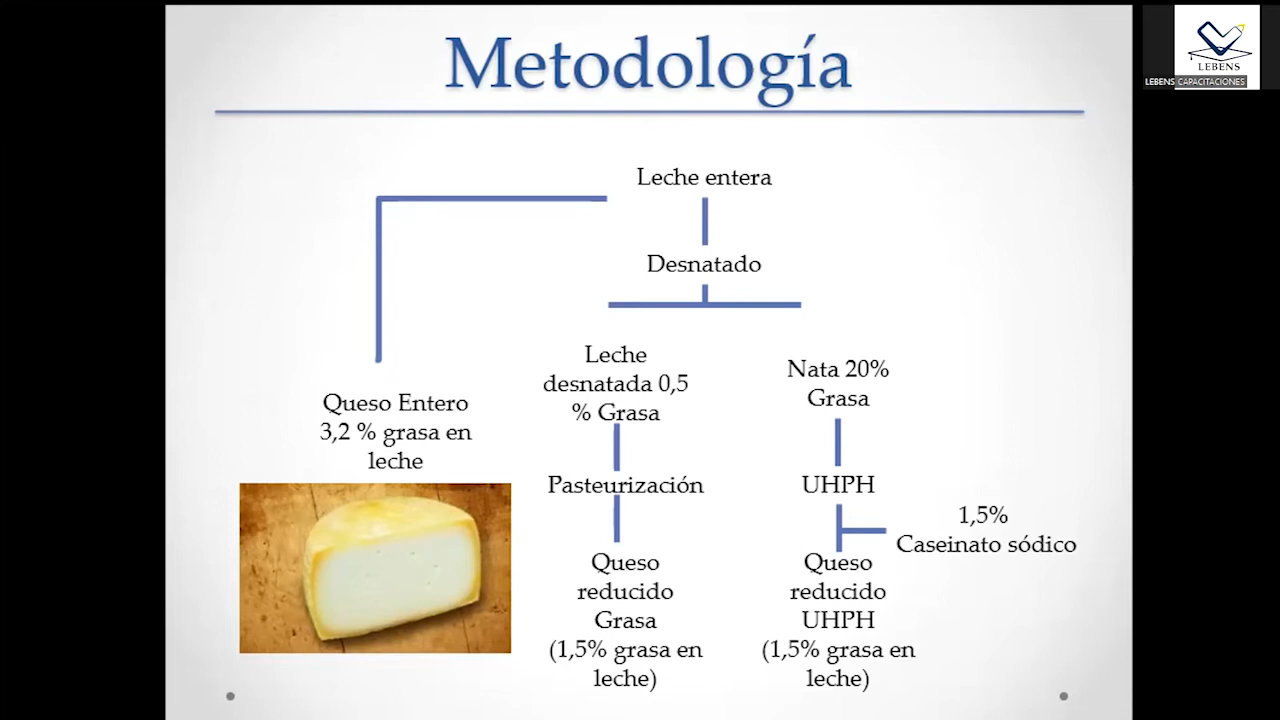 Metodología
LEBENS
LEBENS CAPACITACIONES
Leche entera
Desnatado
Queso Entero
3,2 % grasa en
leche
Leche
desnatada 0,5
% Grasa
Pasteurización
Queso
reducido
Grasa
(1,5% grasa en
leche)
Nata 20%
Grasa
UHPH
1,5%
Caseinato sódico
Queso
reducido
UHPH
(1,5% grasa en
leche)